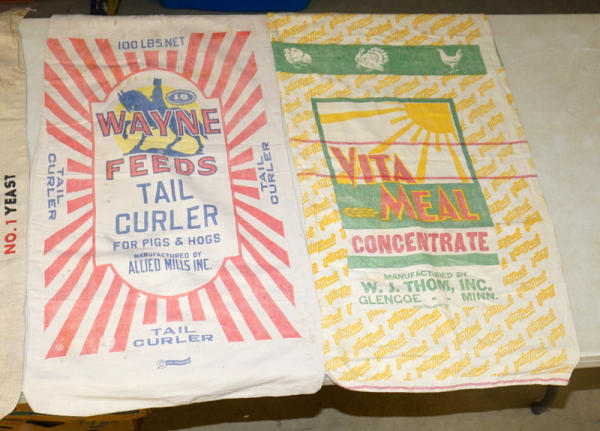 NO.1 YEAST
100 LBS. NET
WAYNE
FEEDS
TAIL
CURLER
FOR PIGS & HOGS
MANUFACTURED BY
ALLIED MILLS INC.
TAIL
CURLER
TAIL
CURLER
TAIL
CURLER
VITA
MEAL
CONCENTRATE
MANUFACTURED BY
W. J. THOM, INC.
GLENCOE - - MINN.